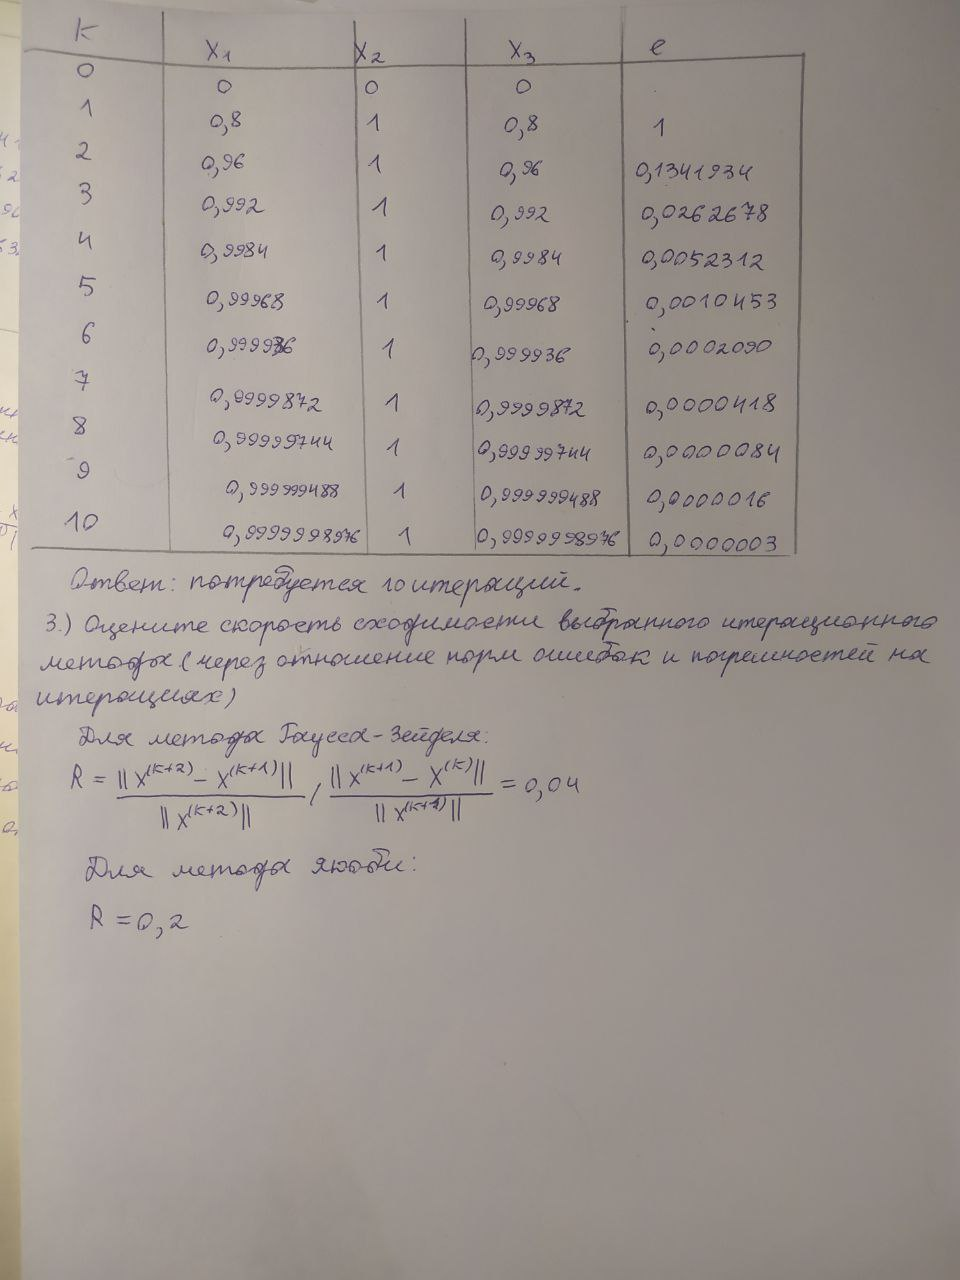 K x₁ x₂ x₃ e
0 0 0 0
1 0,8 1 0,8 1
2 0,96 1 0,96 0,1341934
3 0,992 1 0,992 0,0262678
4 0,9984 1 0,9984 0,0052312
5 0,99968 1 0,99968 0,0010453
6 0,999936 1 0,999936 0,0002090
7 0,9999872 1 0,9999872 0,0000418
8 0,99999744 1 0,99999744 0,0000084
9 0,999999488 1 0,999999488 0,0000016
10 0,9999998976 1 0,9999998976 0,0000003
Ответ: потребуется 10 итераций.
3.) Оцените скорость сходимости выбранного итерационного
метода (через отношение норм ошибок и погрешностей на
итерациях)
Для метода Гаусса-Зейделя:
R = ||x^(k+2) - x^(k+1)|| / ||x^(k+1) - x^(k)|| = 0,04
||x^(k+2)|| ||x^(k+1)||
Для метода якоби:
R = 0,2